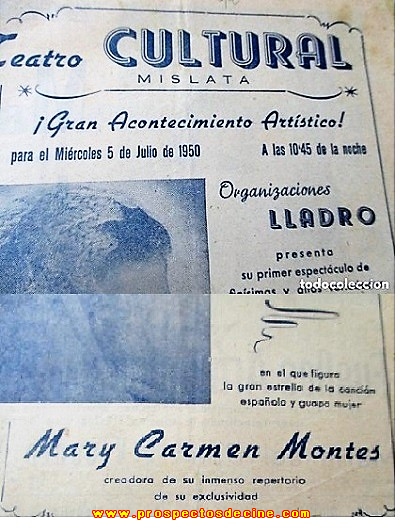 Teatro CULTURAL
MISLATA
¡Gran Acontecimiento Artístico!
para el Miércoles 5 de Julio de 1950 A las 10'45 de la noche
Organizaciones
LLADRO
presenta
su primer espectáculo de
y
todocoleccion
en el que figura
la gran estrella de la canción
española y guapa mujer
Mary Carmen Montes
creadora de su inmenso repertorio
de su exclusividad
www.prospectosdecine.com